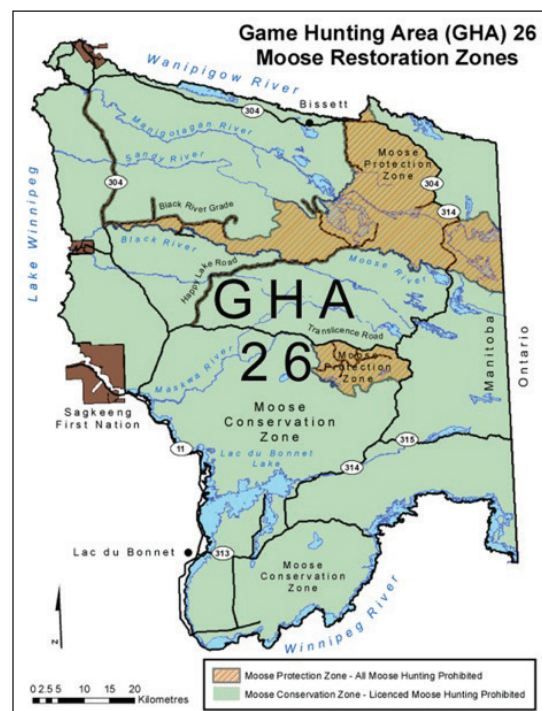 Game Hunting Area (GHA) 26
Moose Restoration Zones
Wanipigow River
Bissett
304
Manigotagan River
Sandy River
Moose
Protection
Zone
304
304
314
Lake Winnipeg
Black River Grade
Black River
Happy Lake Road
Moose River
GHA
26
Translicence Road
Moose
Protection
Zone
Manitoba
Ontario
Maskwa River
Sagkeeng
First Nation
Moose
Conservation
Zone
11
Lac du Bonnet
Lake
315
314
Lac du Bonnet
313
Moose
Conservation
Zone
Winnipeg River
N
0 2.5 5 10 15 20
Kilometres
Moose Protection Zone - All Moose Hunting Prohibited
Moose Conservation Zone - Licenced Moose Hunting Prohibited